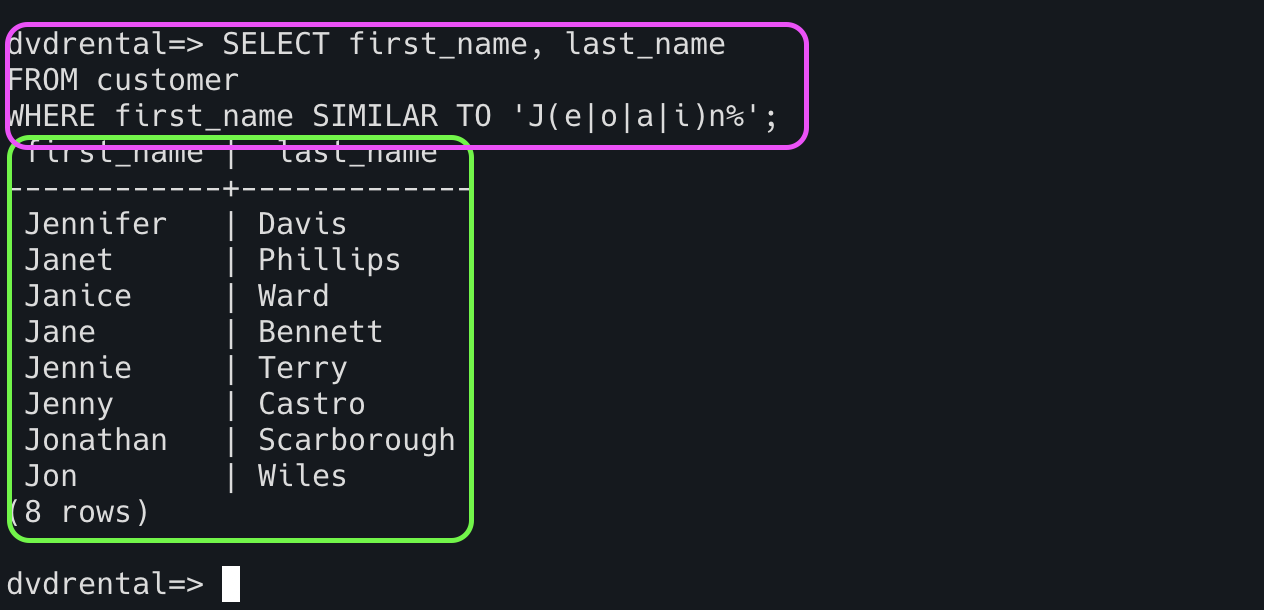 dvdrental=> SELECT first_name, last_name
FROM customer
WHERE first_name SIMILAR TO 'J(e|o|a|i)n%';
 first_name |  last_name
------------+-------------
 Jennifer   | Davis
 Janet      | Phillips
 Janice     | Ward
 Jane       | Bennett
 Jennie     | Terry
 Jenny      | Castro
 Jonathan   | Scarborough
 Jon        | Wiles
(8 rows)
dvdrental=>